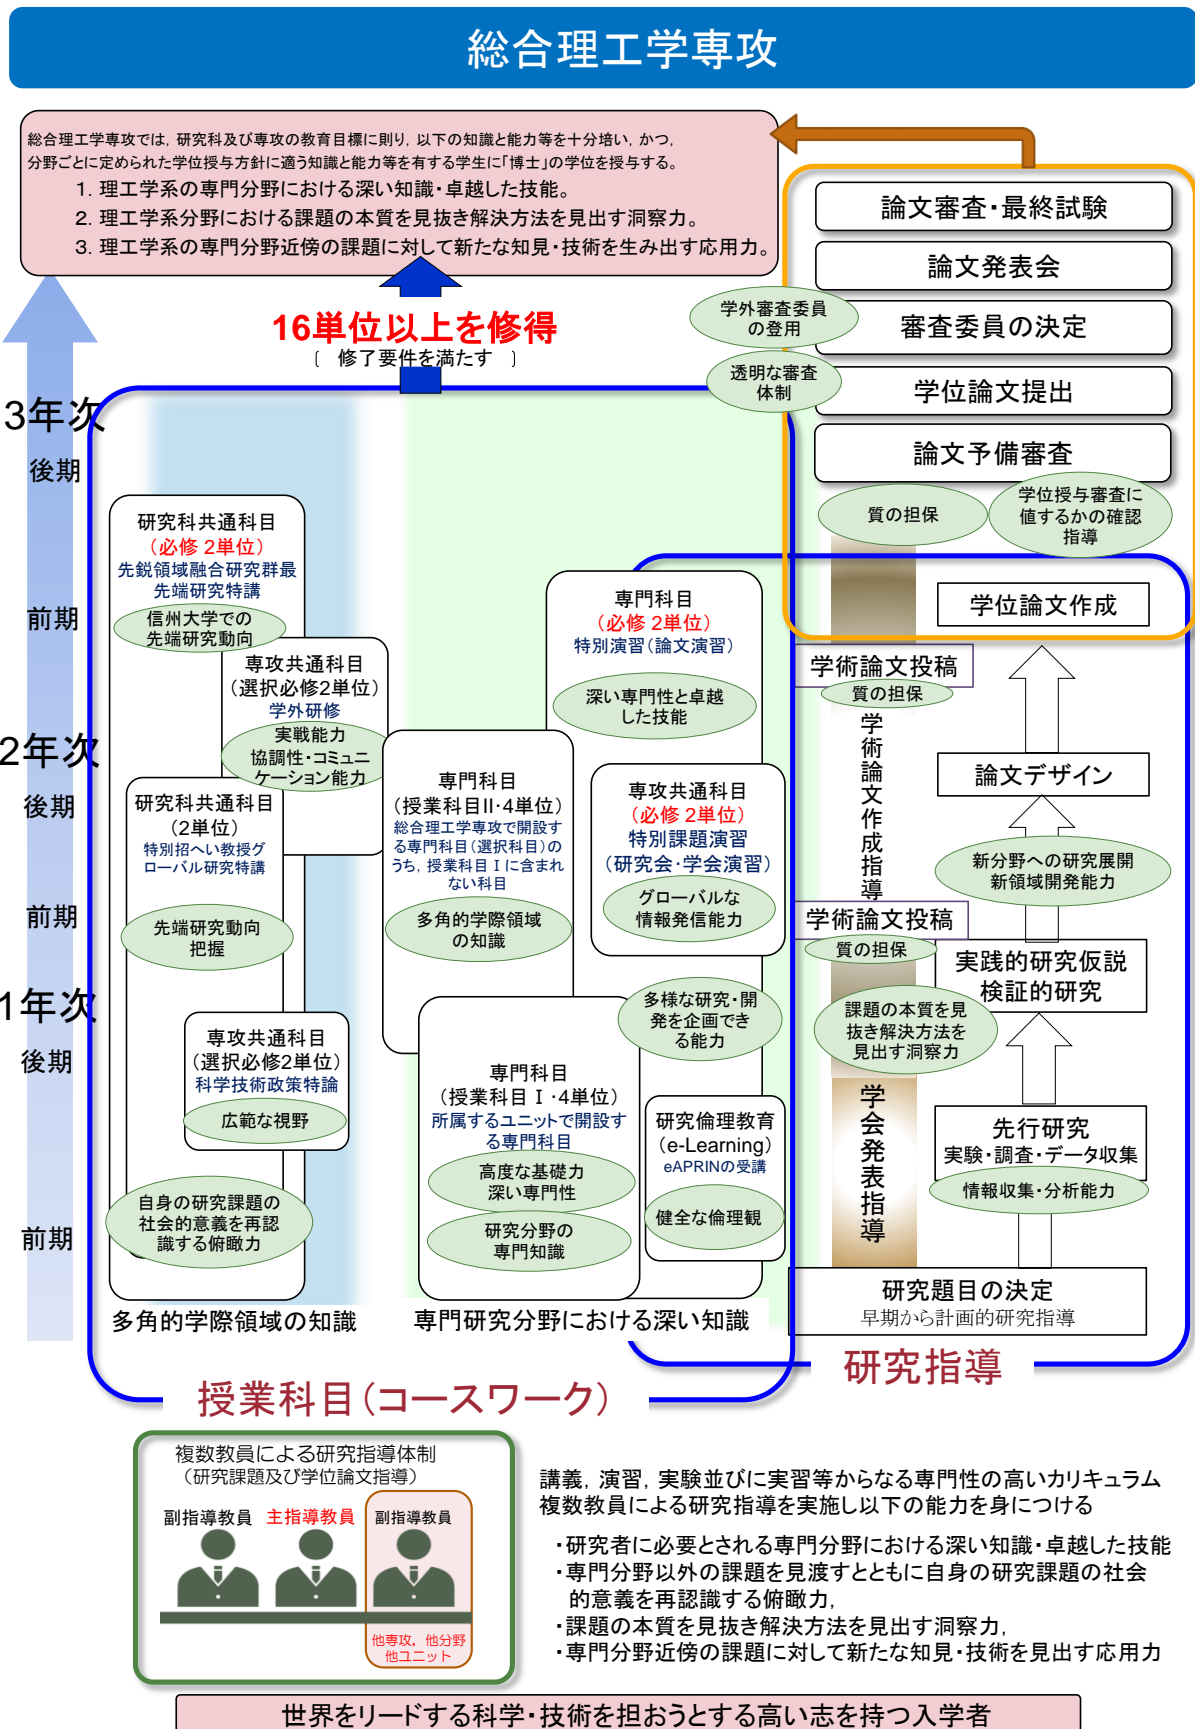 総合理工学専攻
総合理工学専攻では, 研究科及び専攻の教育目標に則り, 以下の知識と能力等を十分培い, かつ,
分野ごとに定められた学位授与方針に適う知識と能力等を有する学生に「博士」の学位を授与する。
1. 理工学系の専門分野における深い知識・卓越した技能。
2. 理工学系分野における課題の本質を見抜き解決方法を見出す洞察力。
3. 理工学系の専門分野近傍の課題に対して新たな知見・技術を生み出す応用力。
16単位以上を修得
〔 修了要件を満たす 〕
論文審査・最終試験
論文発表会
審査委員の決定
学位論文提出
論文予備審査
学外審査委員
の登用
透明な審査
体制
質の担保
学位授与審査に
値するかの確認
指導
学位論文作成
3年次
後期
前期
2年次
後期
前期
1年次
後期
前期
研究科共通科目
(必修 2単位)
先鋭領域融合研究群最
先端研究特講
信州大学での
先端研究動向
専攻共通科目
(選択必修2単位)
学外研修
実戦能力
協調性・コミュニ
ケーション能力
研究科共通科目
(2単位)
特別招へい教授グ
ローバル研究特講
先端研究動向
把握
専攻共通科目
(選択必修2単位)
科学技術政策特論
広範な視野
自身の研究課題の
社会的意義を再認
識する俯瞰力
多角的学際領域の知識
専門科目
(必修 2単位)
特別演習(論文演習)
深い専門性と卓越
した技能
専門科目
(授業科目II・4単位)
総合理工学専攻で開設す
る専門科目(選択科目)の
うち, 授業科目Ⅰに含まれ
ない科目
多角的学際領域
の知識
専攻共通科目
(必修 2単位)
特別課題演習
(研究会・学会演習)
グローバルな
情報発信能力
多様な研究・開
発を企画でき
る能力
専門科目
(授業科目Ⅰ・4単位)
所属するユニットで開設す
る専門科目
高度な基礎力
深い専門性
研究分野の
専門知識
研究倫理教育
(e-Learning)
eAPRINの受講
健全な倫理観
専門研究分野における深い知識
学術論文投稿
質の担保
学術論文作成指導
学術論文投稿
質の担保
論文デザイン
新分野への研究展開
新領域開発能力
実践的研究仮説
検証的研究
課題の本質を見
抜き解決方法を
見出す洞察力
学会発表指導
先行研究
実験・調査・データ収集
情報収集・分析能力
研究題目の決定
早期から計画的研究指導
研究指導
授業科目(コースワーク)
複数教員による研究指導体制
(研究課題及び学位論文指導)
副指導教員
主指導教員
副指導教員
他専攻、他分野
他ユニット
講義, 演習, 実験並びに実習等からなる専門性の高いカリキュラム
複数教員による研究指導を実施し以下の能力を身につける
・研究者に必要とされる専門分野における深い知識・卓越した技能
・専門分野以外の課題を見渡すとともに自身の研究課題の社会
的意義を再認識する俯瞰力,
・課題の本質を見抜き解決方法を見出す洞察力,
・専門分野近傍の課題に対して新たな知見・技術を見出す応用力
世界をリードする科学・技術を担おうとする高い志を持つ入学者